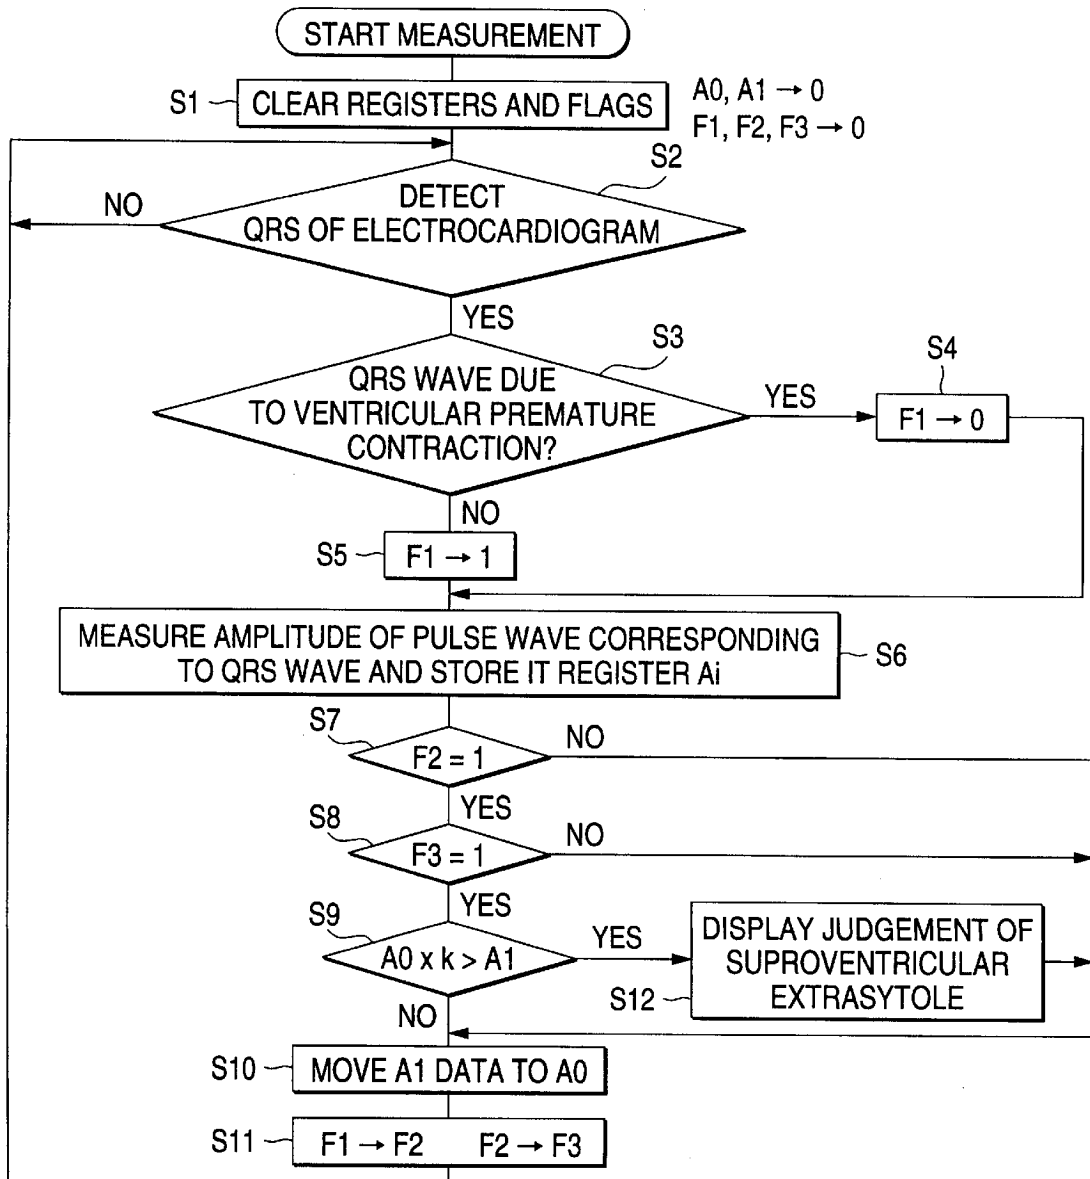 START MEASUREMENT
S1
CLEAR REGISTERS AND FLAGS
A0, A1 → 0
F1, F2, F3 → 0
S2
DETECT
QRS OF ELECTROCARDIOGRAM
NO
YES
S3
QRS WAVE DUE
TO VENTRICULAR PREMATURE
CONTRACTION?
YES
S4
F1 → 0
NO
S5
F1 → 1
MEASURE AMPLITUDE OF PULSE WAVE CORRESPONDING
TO QRS WAVE AND STORE IT REGISTER Ai
S6
S7
F2 = 1
NO
YES
S8
F3 = 1
NO
YES
S9
A0 x k > A1
YES
DISPLAY JUDGEMENT OF
SUPROVENTRICULAR
EXTRASYTOLE
S12
NO
S10
MOVE A1 DATA TO A0
S11
F1 → F2 F2 → F3